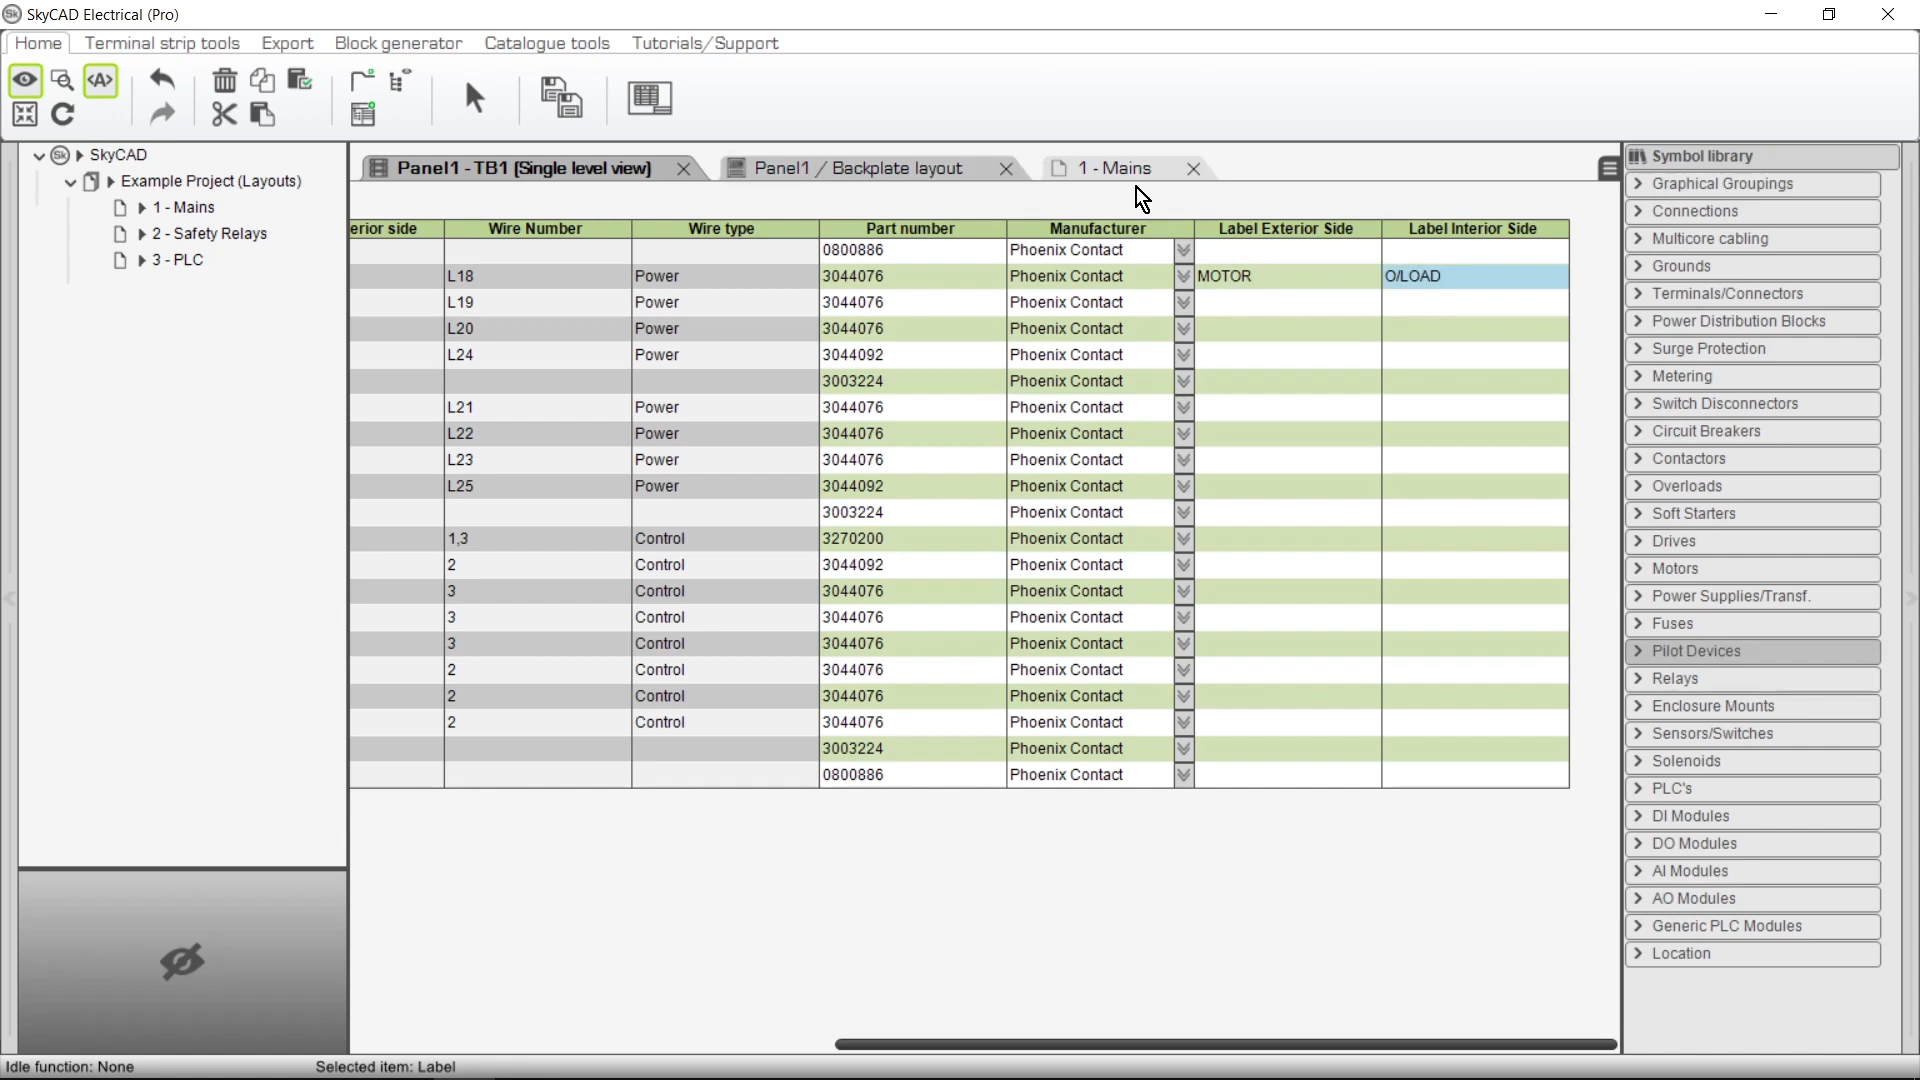 SkyCAD Electrical (Pro)
Home Terminal strip tools Export Block generator Catalogue tools Tutorials/Support
<A>
Sk SkyCAD
Example Project (Layouts)
1 - Mains
2 - Safety Relays
3 - PLC
Panel1 - TB1 (Single level view) Panel1 / Backplate layout 1 - Mains
erior side Wire Number Wire type Part number Manufacturer Label Exterior Side Label Interior Side
0800886 Phoenix Contact
L18 Power 3044076 Phoenix Contact MOTOR O/LOAD
L19 Power 3044076 Phoenix Contact
L20 Power 3044076 Phoenix Contact
L24 Power 3044092 Phoenix Contact
3003224 Phoenix Contact
L21 Power 3044076 Phoenix Contact
L22 Power 3044076 Phoenix Contact
L23 Power 3044076 Phoenix Contact
L25 Power 3044092 Phoenix Contact
3003224 Phoenix Contact
1,3 Control 3270200 Phoenix Contact
2 Control 3044092 Phoenix Contact
3 Control 3044076 Phoenix Contact
3 Control 3044076 Phoenix Contact
3 Control 3044076 Phoenix Contact
2 Control 3044076 Phoenix Contact
2 Control 3044076 Phoenix Contact
2 Control 3044076 Phoenix Contact
3003224 Phoenix Contact
0800886 Phoenix Contact
Symbol library
Graphical Groupings
Connections
Multicore cabling
Grounds
Terminals/Connectors
Power Distribution Blocks
Surge Protection
Metering
Switch Disconnectors
Circuit Breakers
Contactors
Overloads
Soft Starters
Drives
Motors
Power Supplies/Transf.
Fuses
Pilot Devices
Relays
Enclosure Mounts
Sensors/Switches
Solenoids
PLC's
DI Modules
DO Modules
AI Modules
AO Modules
Generic PLC Modules
Location
Idle function: None Selected item: Label